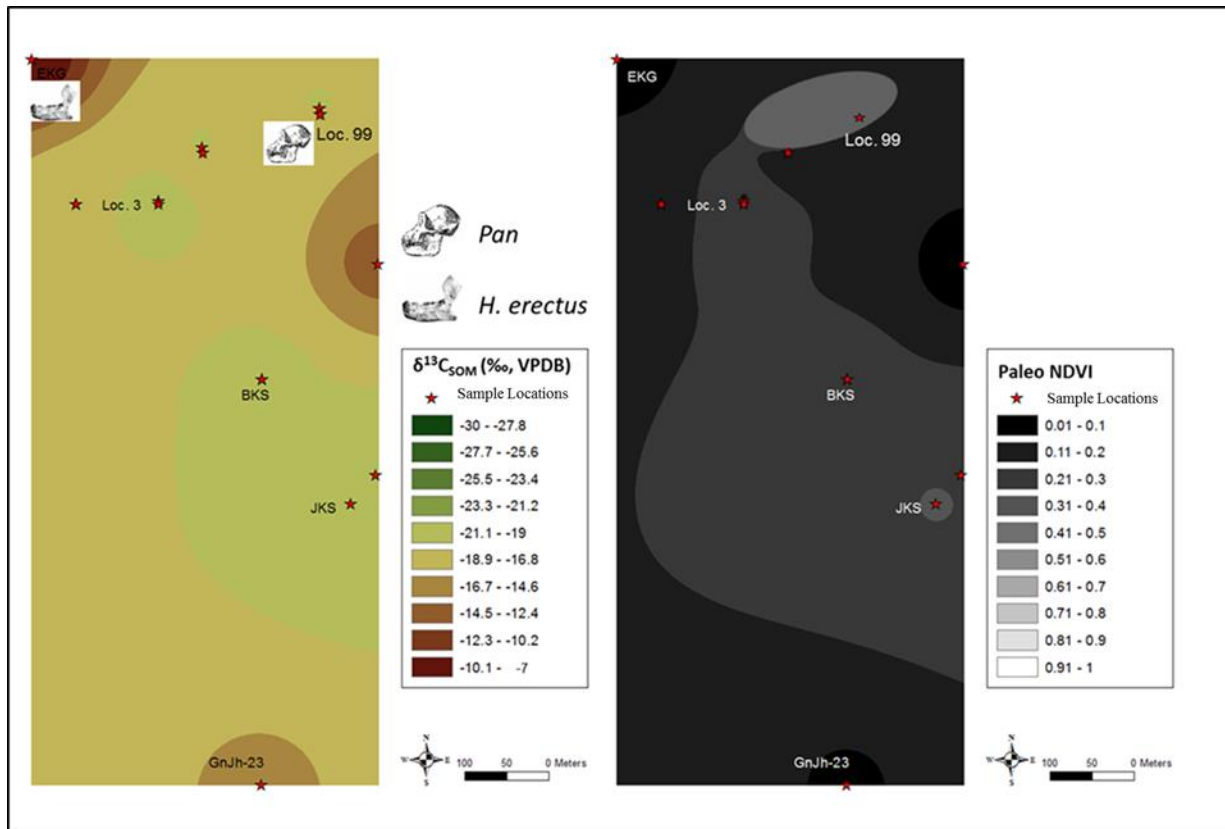 EKG
Loc. 99
Loc. 3
BKS
JKS
GnJh-23
Pan
H. erectus
δ13CSOM (‰, VPDB)
Sample Locations
-30 - -27.8
-27.7 - -25.6
-25.5 - -23.4
-23.3 - -21.2
-21.1 - -19
-18.9 - -16.8
-16.7 - -14.6
-14.5 - -12.4
-12.3 - -10.2
-10.1 - -7
N
W E
S
100 50 0 Meters
EKG
Loc. 99
Loc. 3
BKS
JKS
GnJh-23
Paleo NDVI
Sample Locations
0.01 - 0.1
0.11 - 0.2
0.21 - 0.3
0.31 - 0.4
0.41 - 0.5
0.51 - 0.6
0.61 - 0.7
0.71 - 0.8
0.81 - 0.9
0.91 - 1
N
W E
S
100 50 0 Meters